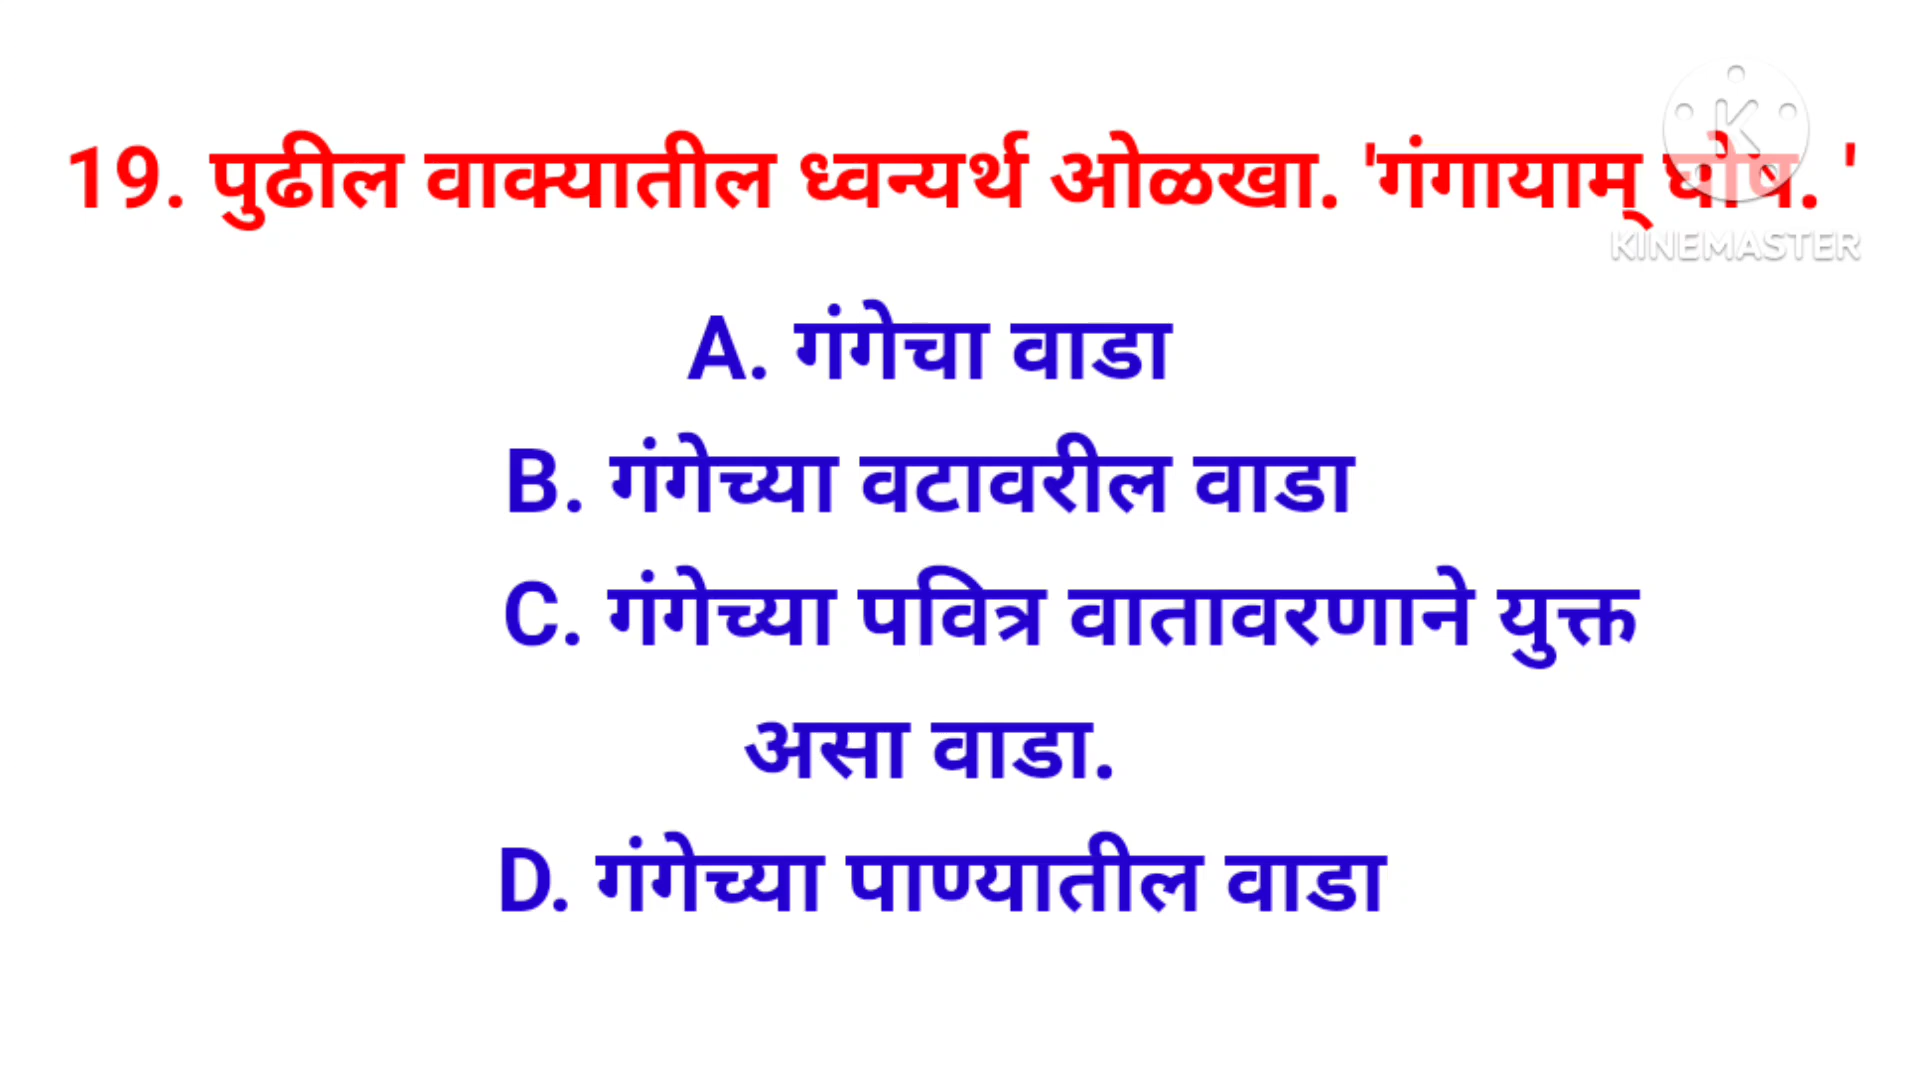 19. पुढील वाक्यातील ध्वन्यर्थ ओळखा. 'गंगायाम् घोष. '
K
KINEMASTER
A. गंगेचा वाडा
B. गंगेच्या वटावरील वाडा
C. गंगेच्या पवित्र वातावरणाने युक्त
असा वाडा.
D. गंगेच्या पाण्यातील वाडा